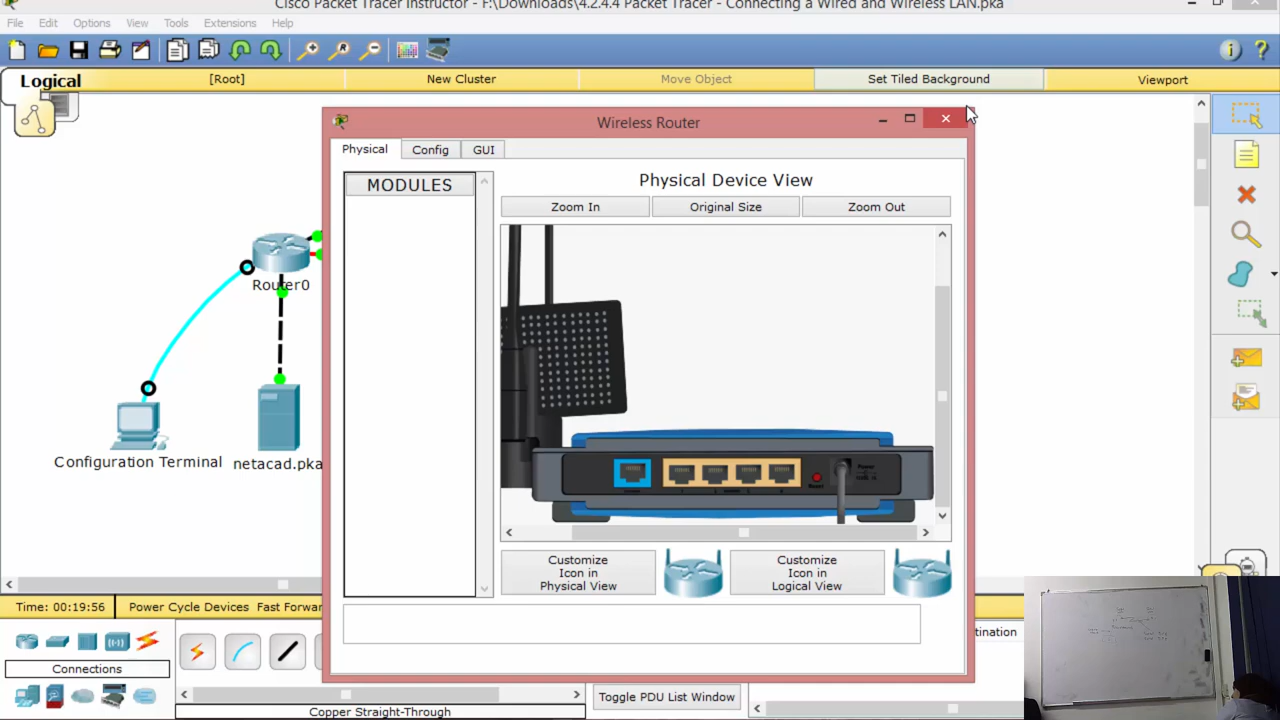 Cisco Packet Tracer Instructor - F:\Downloads\4.2.4.4 Packet Tracer - Connecting a Wired and Wireless LAN.pka
File Edit Options View Tools Extensions Help
Logical
[Root]
New Cluster
Move Object
Set Tiled Background
Viewport
Wireless Router
Physical Config GUI
MODULES
Physical Device View
Zoom In
Original Size
Zoom Out
Router0
Configuration Terminal
netacad.pka
Reset
Power
Customize
Icon in
Physical View
Customize
Icon in
Logical View
Time: 00:19:56
Power Cycle Devices Fast Forwar
Connections
tination
Toggle PDU List Window
Copper Straight-Through